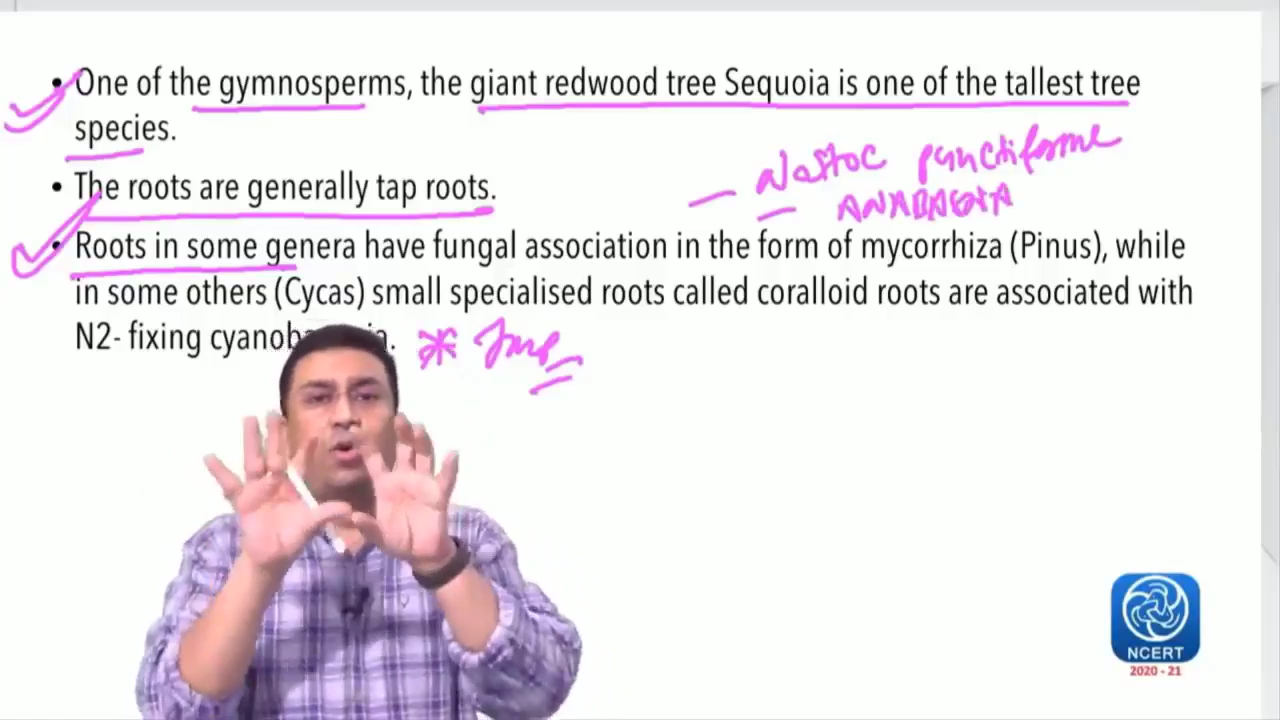 • One of the gymnosperms, the giant redwood tree Sequoia is one of the tallest tree
species.
• The roots are generally tap roots.
— Nostoc punctiforme
— ANABAENA
• Roots in some genera have fungal association in the form of mycorrhiza (Pinus), while
in some others (Cycas) small specialised roots called coralloid roots are associated with
N2- fixing
* Imp
NCERT
2020 - 21